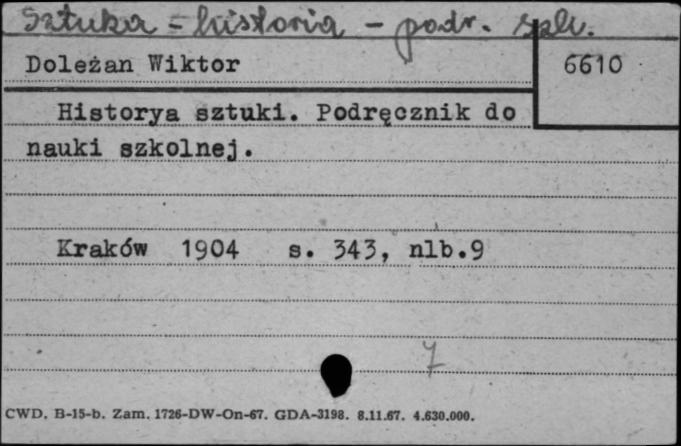 Sztuka - historia - podr. szk.
Doleżan Wiktor
6610
Historya sztuki. Podręcznik do
nauki szkolnej.
Kraków 1904 s. 343, nlb.9
7
CWD. B-15-b. Zam. 1726-DW-On-67. GDA-3198. 8.11.67. 4.630.000.